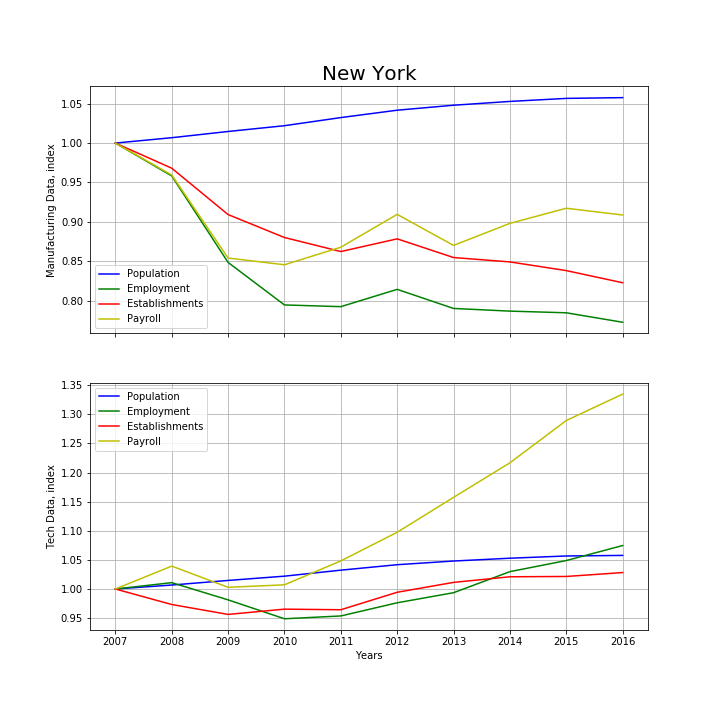 New York
Manufacturing Data, index
1.05
1.00
0.95
0.90
0.85
0.80
Population
Employment
Establishments
Payroll
Tech Data, index
1.35
1.30
1.25
1.20
1.15
1.10
1.05
1.00
0.95
Population
Employment
Establishments
Payroll
2007 2008 2009 2010 2011 2012 2013 2014 2015 2016
Years